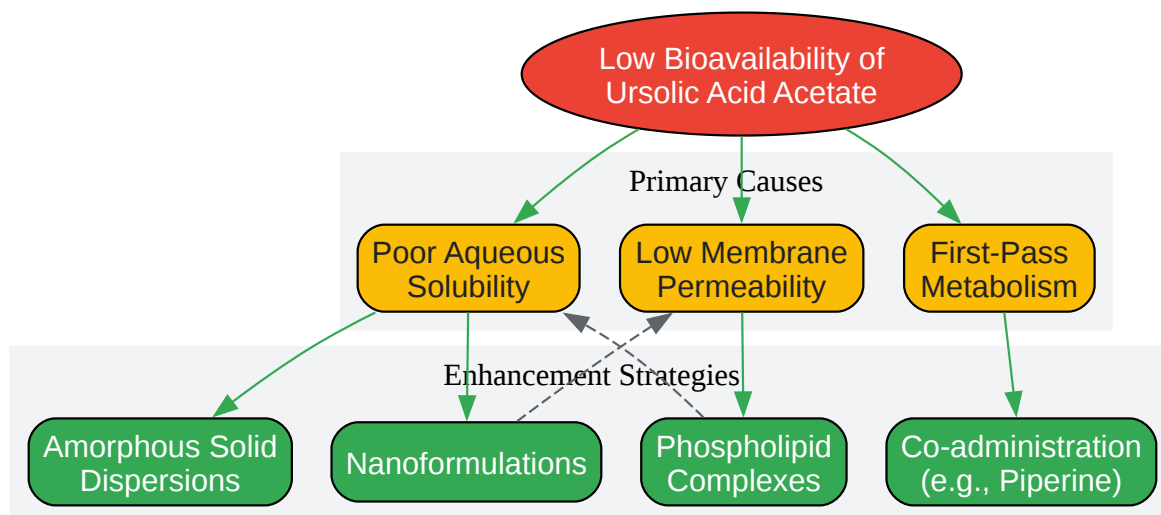 Low Bioavailability of
Ursolic Acid Acetate
Primary Causes
Poor Aqueous
Solubility
Low Membrane
Permeability
First-Pass
Metabolism
Enhancement Strategies
Amorphous Solid
Dispersions
Nanoformulations
Phospholipid
Complexes
Co-administration
(e.g., Piperine)